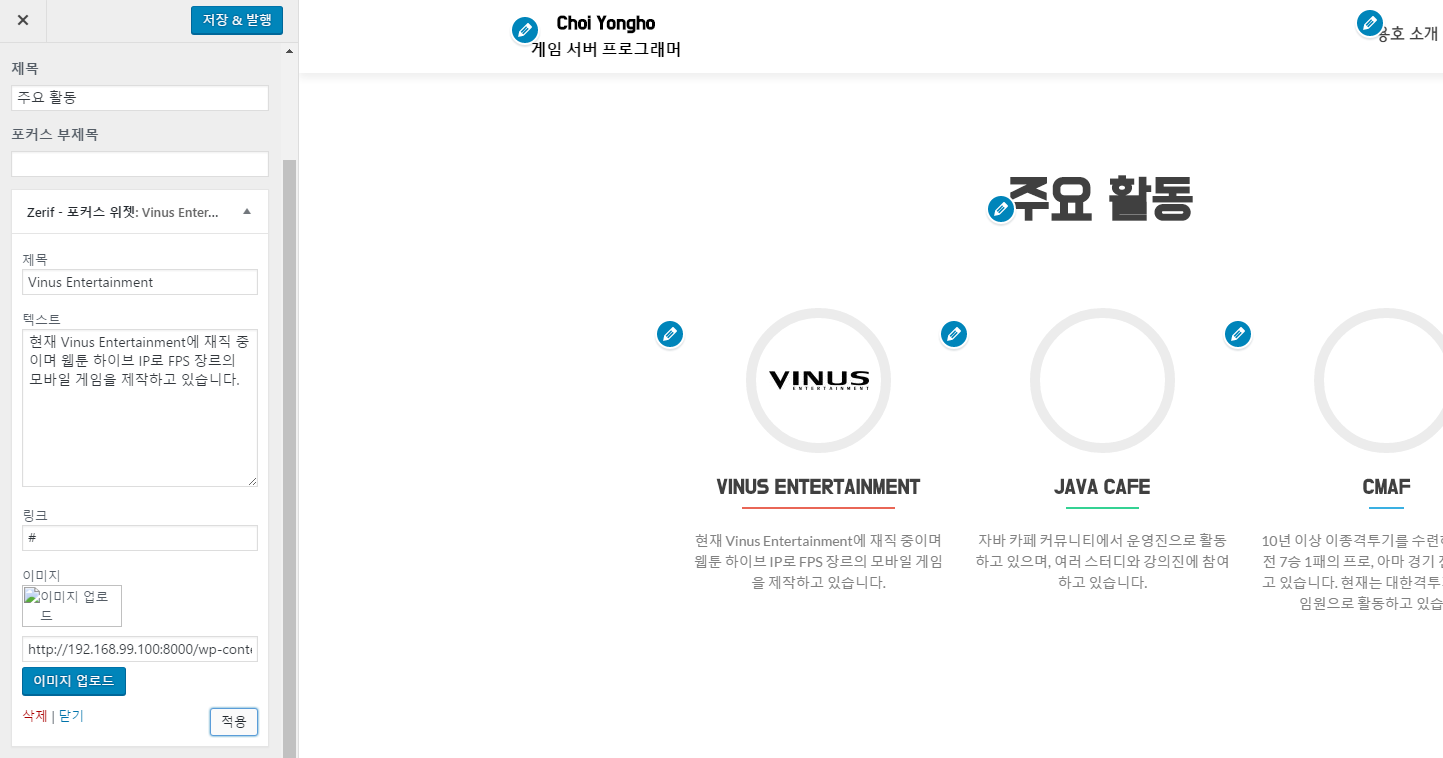 저장 & 발행
제목
주요 활동
포커스 부제목
Zerif - 포커스 위젯: Vinus Enter...
제목
Vinus Entertainment
텍스트
현재 Vinus Entertainment에 재직 중
이며 웹툰 하이브 IP로 FPS 장르의
모바일 게임을 제작하고 있습니다.
링크
#
이미지
이미지 업로
드
http://192.168.99.100:8000/wp-conte
이미지 업로드
삭제 | 닫기
적용
Choi Yongho
게임 서버 프로그래머
용호 소개
주요 활동
VINUS
ENTERTAINMENT
VINUS ENTERTAINMENT
현재 Vinus Entertainment에 재직 중이며
웹툰 하이브 IP로 FPS 장르의 모바일 게임
을 제작하고 있습니다.
JAVA CAFE
자바 카페 커뮤니티에서 운영진으로 활동
하고 있으며, 여러 스터디와 강의진에 참여
하고 있습니다.
CMAF
10년 이상 이종격투기를 수련
전 7승 1패의 프로, 아마 경기
고 있습니다. 현재는 대한격투
임원으로 활동하고 있습